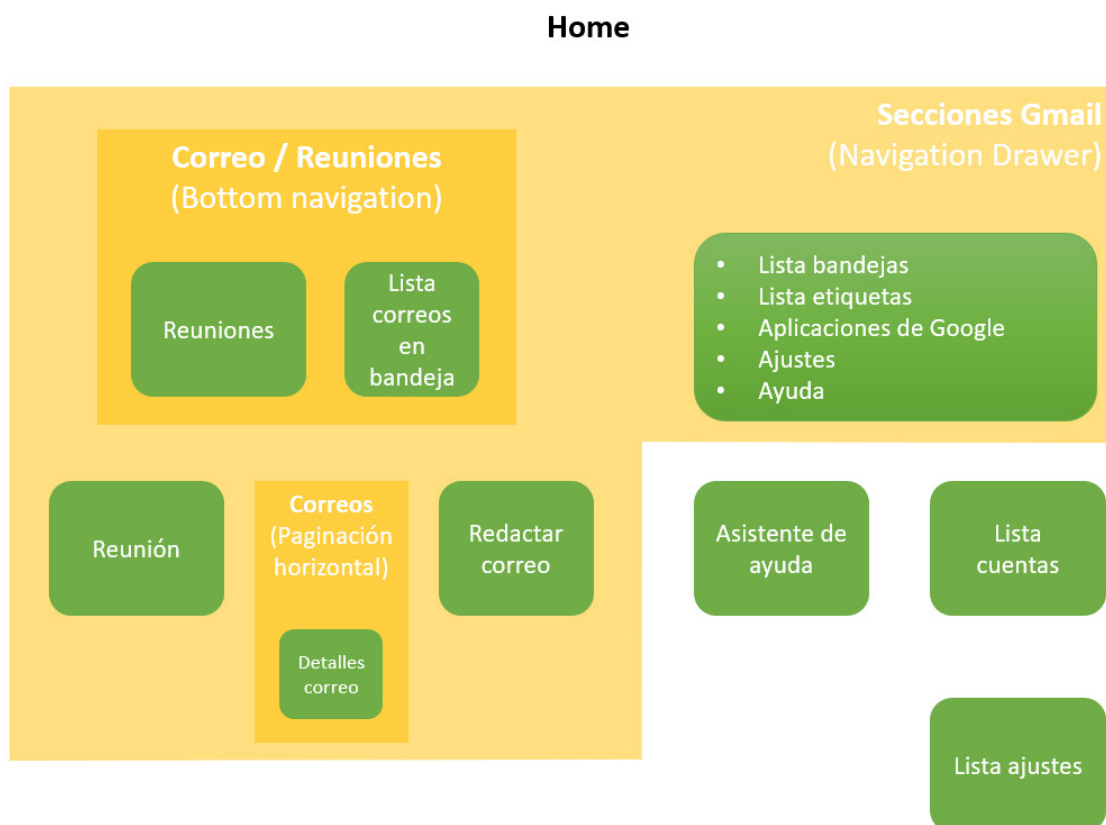 Home
Secciones Gmail
(Navigation Drawer)
Correo / Reuniones
(Bottom navigation)
Reuniones
Lista
correos
en
bandeja
• Lista bandejas
• Lista etiquetas
• Aplicaciones de Google
• Ajustes
• Ayuda
Reunión
Correos
(Paginación
horizontal)
Detalles
correo
Redactar
correo
Asistente de
ayuda
Lista
cuentas
Lista ajustes